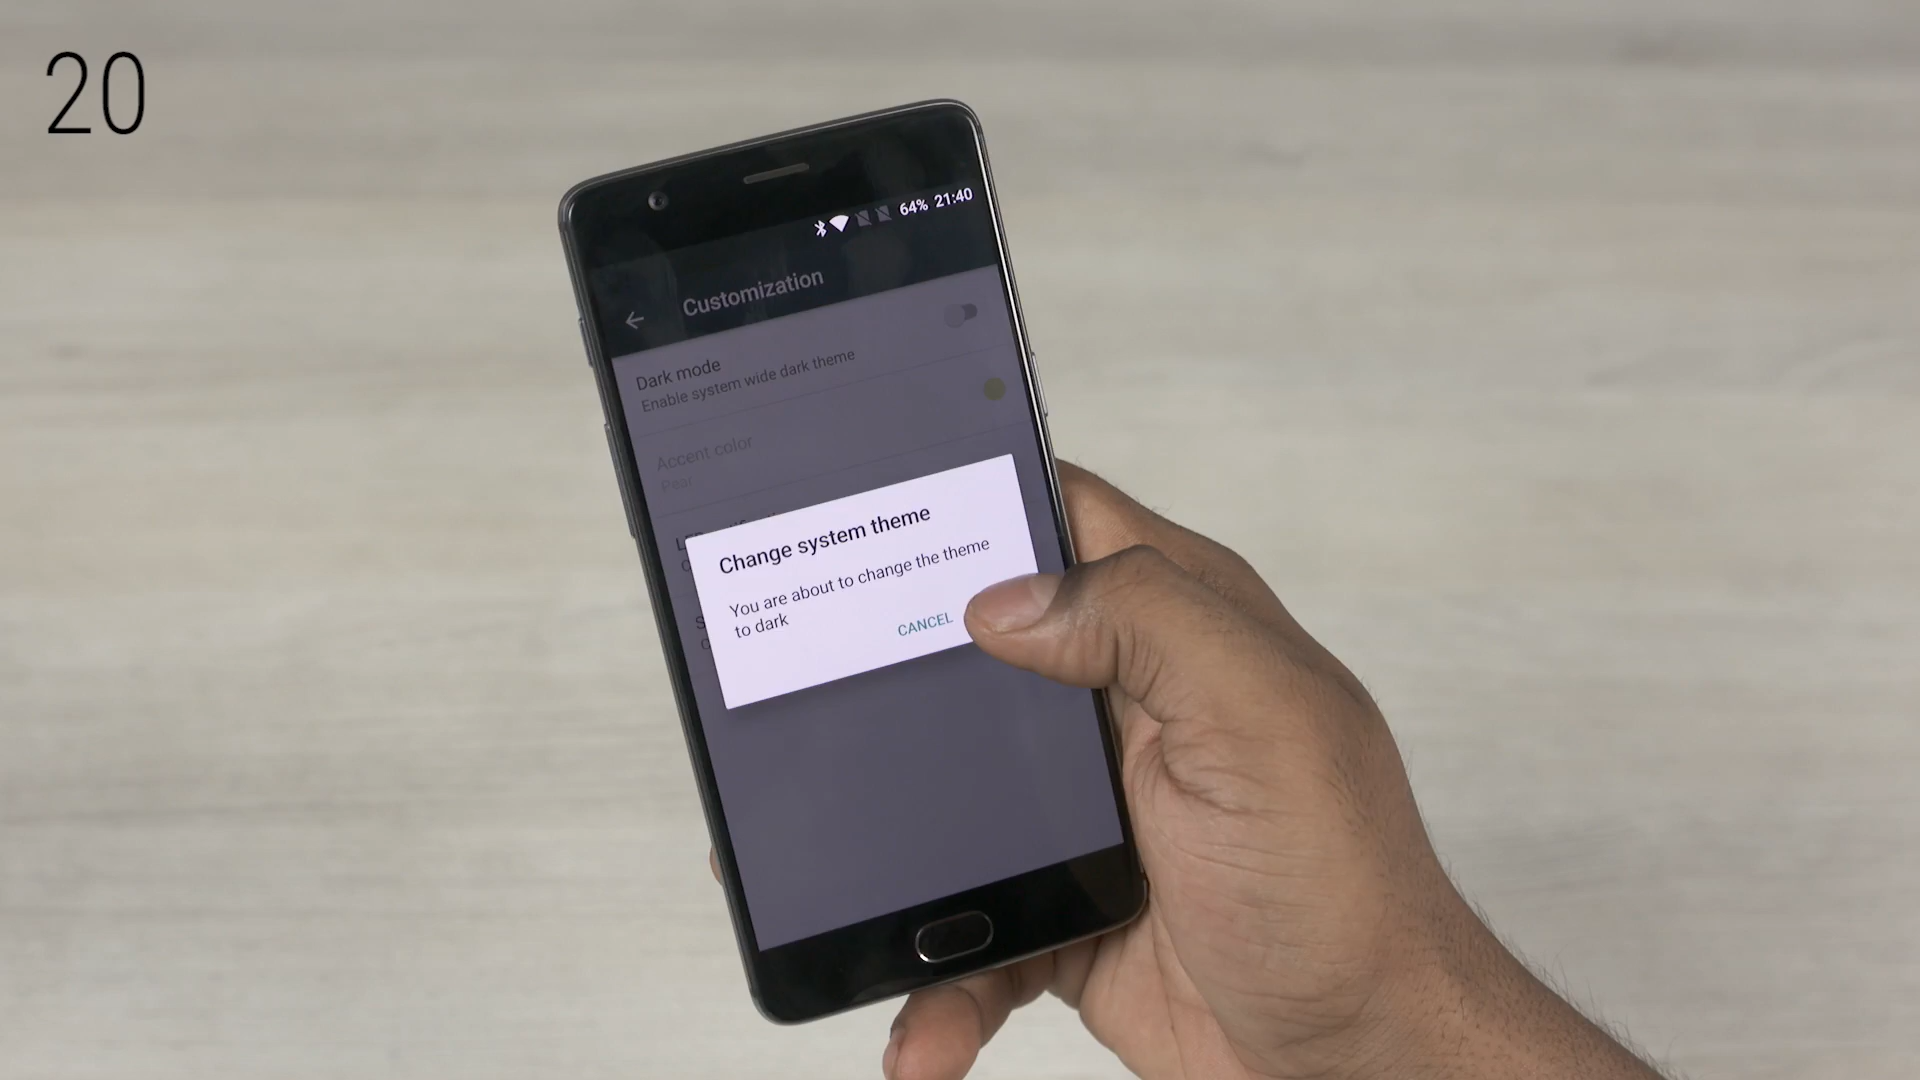 20
64% 21:40
Customization
Dark mode
Enable system wide dark theme
Accent color
Pear
Change system theme
You are about to change the theme
to dark
CANCEL